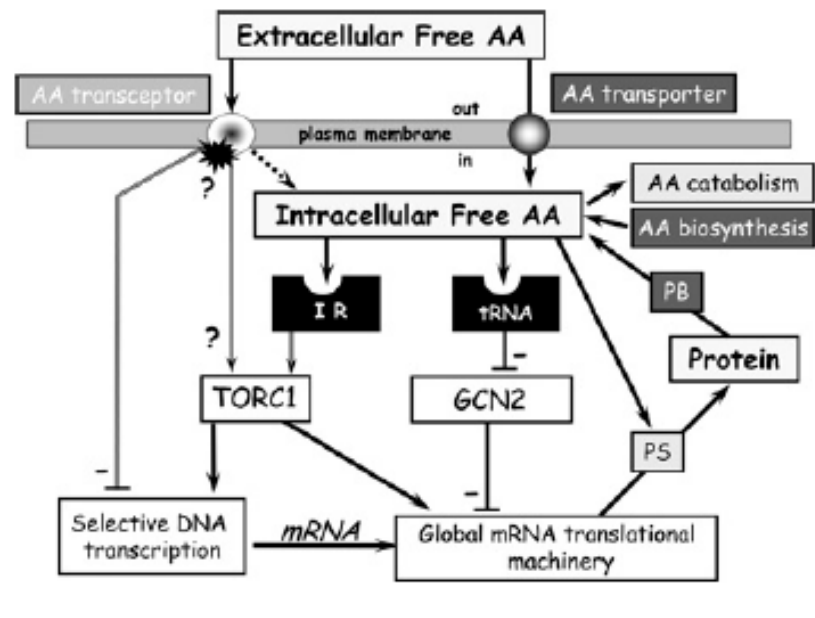 Extracellular Free AA
AA transceptor
out
AA transporter
plasma membrane
in
?
AA catabolism
Intracellular Free AA
AA biosynthesis
I R
tRNA
PB
?
-
Protein
TORC1
GCN2
PS
-
-
Selective DNA
transcription
mRNA
Global mRNA translational
machinery